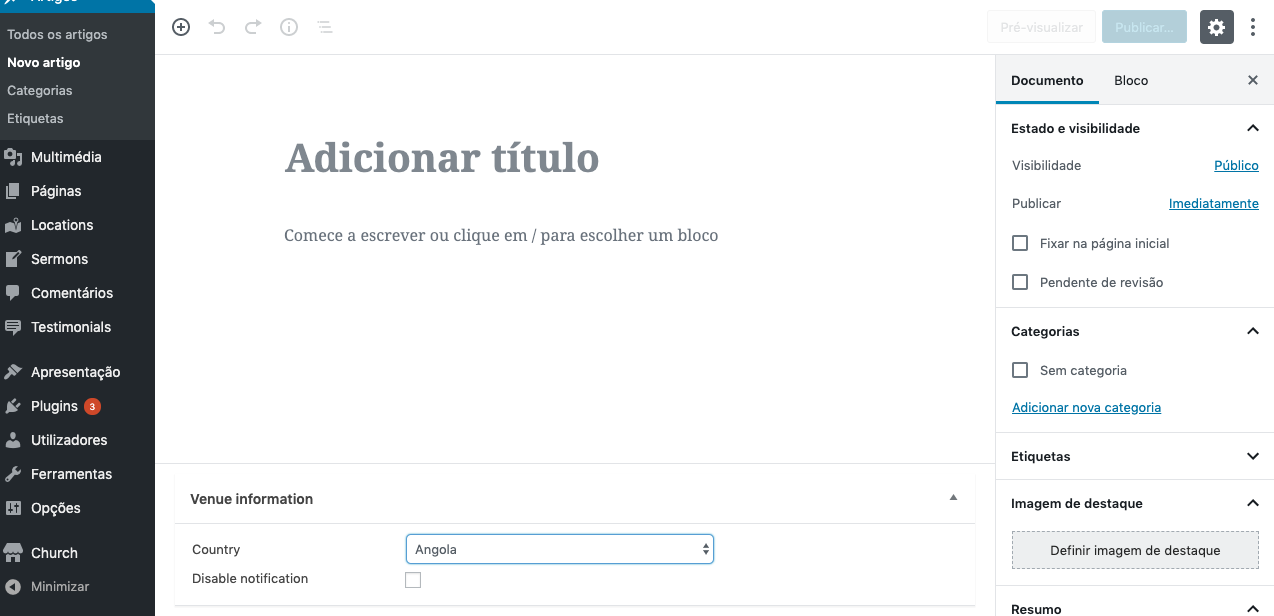 Artigos
Todos os artigos
Novo artigo
Categorias
Etiquetas
Multimédia
Páginas
Locations
Sermons
Comentários
Testimonials
Apresentação
Plugins 3
Utilizadores
Ferramentas
Opções
Church
Minimizar
Pré-visualizar Publicar...
Adicionar título
Comece a escrever ou clique em / para escolher um bloco
Venue information
Country Angola
Disable notification
Documento Bloco
Estado e visibilidade
Visibilidade Público
Publicar Imediatamente
Fixar na página inicial
Pendente de revisão
Categorias
Sem categoria
Adicionar nova categoria
Etiquetas
Imagem de destaque
Definir imagem de destaque
Resumo